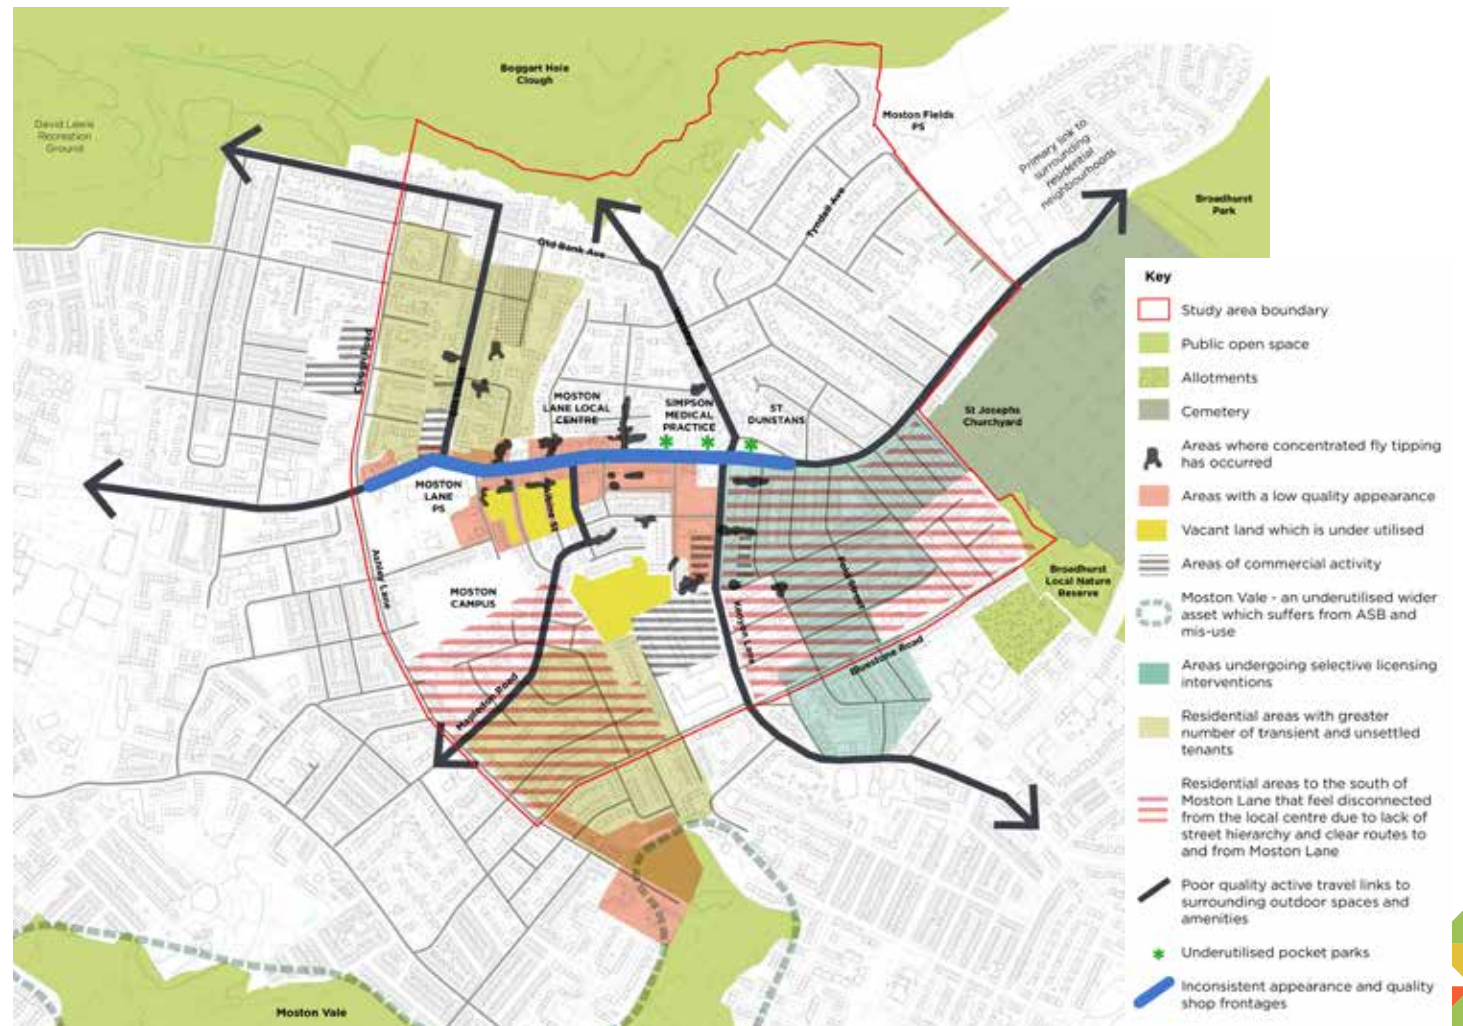 Boggart Hole
Clough
David Lewis
Recreation
Ground
Moston Fields
PS
Primary link to
surrounding
residential
neighbourhoods
Broadhurst
Park
Tyndall Ave
Old Bank Ave
Clough Road
MOSTON
LANE LOCAL
CENTRE
SIMPSON
MEDICAL
PRACTICE
ST
DUNSTANS
St Josephs
Churchyard
MOSTON
LANE
PS
Ashley Lane
MOSTON
CAMPUS
Kenyon Lane
Broadhurst
Local Nature
Reserve
Bluestone Road
Mapledon Road
Moston Vale
Key
Study area boundary
Public open space
Allotments
Cemetery
Areas where concentrated fly tipping
has occurred
Areas with a low quality appearance
Vacant land which is under utilised
Areas of commercial activity
Moston Vale - an underutilised wider
asset which suffers from ASB and
mis-use
Areas undergoing selective licensing
interventions
Residential areas with greater
number of transient and unsettled
tenants
Residential areas to the south of
Moston Lane that feel disconnected
from the local centre due to lack of
street hierarchy and clear routes to
and from Moston Lane
Poor quality active travel links to
surrounding outdoor spaces and
amenities
Underutilised pocket parks
Inconsistent appearance and quality
shop frontages